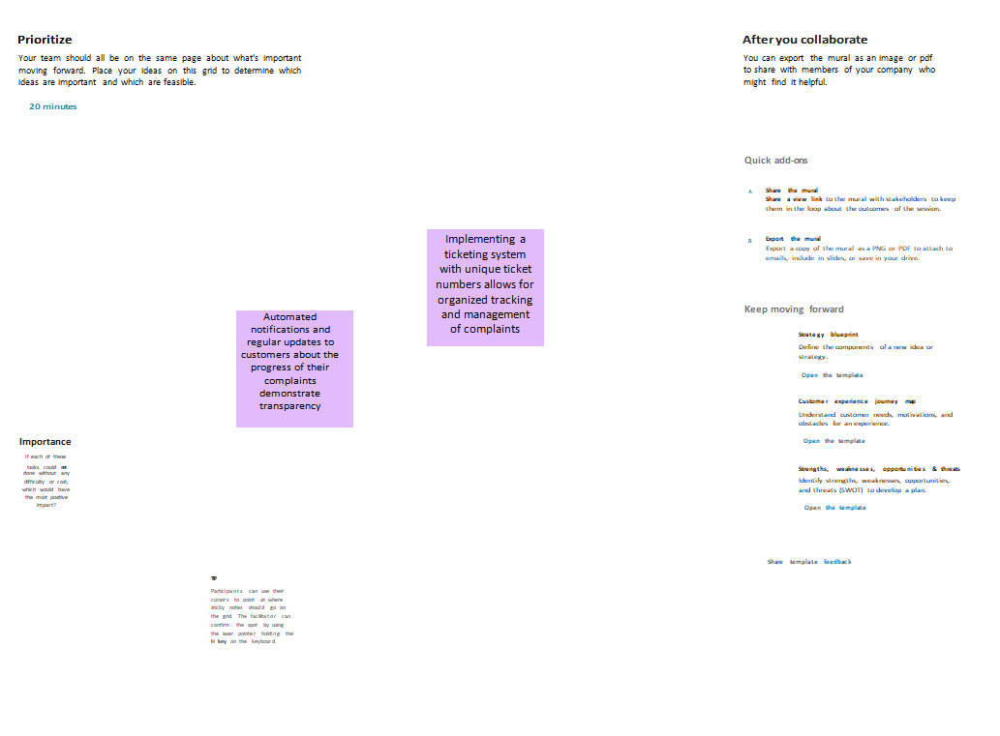 Prioritize
Your team should all be on the same page about what's important
moving forward. Place your ideas on this grid to determine which
ideas are important and which are feasible.
20 minutes
Implementing a
ticketing system
with unique ticket
numbers allows for
organized tracking
and management
of complaints
Automated
notifications and
regular updates to
customers about the
progress of their
complaints
demonstrate
transparency
Importance
If each of these
tasks could
done without any
difficulty or cost,
which would have
the most positive
impact?
TIP
Participants can use their
cursors to point at where
sticky notes should go on
the grid. The facilitator can
confirm the spot by using
the laser pointer holding the
H key on the keyboard.
After you collaborate
You can export the mural as an image or pdf
to share with members of your company who
might find it helpful.
Quick add-ons
A
Share the mural
Share a view link to the mural with stakeholders to keep
them in the loop about the outcomes of the session.
B
Export the mural
Export a copy of the mural as a PNG or PDF to attach to
emails, include in slides, or save in your drive.
Keep moving forward
Strategy blueprint
Define the components of a new idea or
strategy.
Open the template
Customer experience journey map
Understand customer needs, motivations, and
obstacles for an experience.
Open the template
Strengths, weaknesses, opportunities & threats
Identify strengths, weaknesses, opportunities,
and threats (SWOT) to develop a plan.
Open the template
Share template feedback